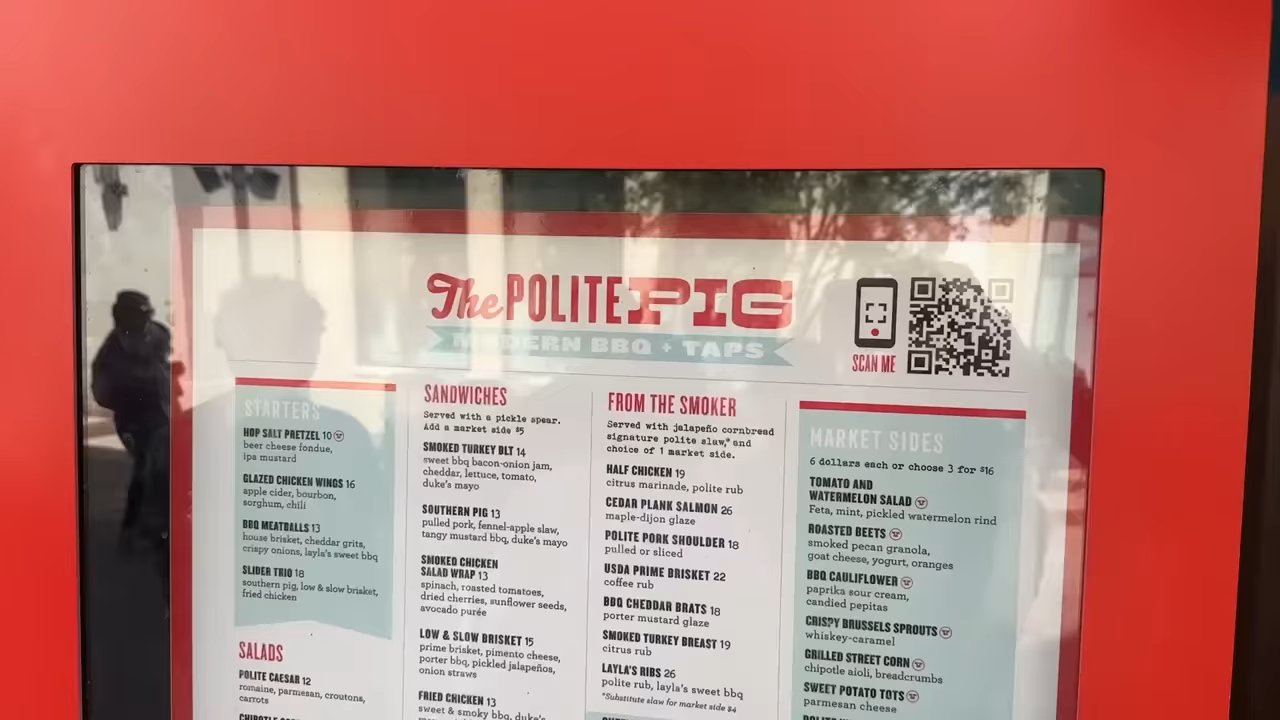 The POLITE PIG
MODERN BBQ + TAPS
SCAN ME
STARTERS
HOP SALT PRETZEL 10
beer cheese fondue,
ipa mustard
GLAZED CHICKEN WINGS 16
apple cider, bourbon,
sorghum, chili
BBQ MEATBALLS 13
house brisket, cheddar grits,
crispy onions, layla's sweet bbq
SLIDER TRIO 18
southern pig, low & slow brisket,
fried chicken
SALADS
POLITE CAESAR 12
romaine, parmesan, croutons,
carrots
SANDWICHES
Served with a pickle spear.
Add a market side $5
SMOKED TURKEY BLT 14
sweet bbq bacon-onion jam,
cheddar, lettuce, tomato,
duke's mayo
SOUTHERN PIG 13
pulled pork, fennel-apple slaw,
tangy mustard bbq, duke's mayo
SMOKED CHICKEN
SALAD WRAP 13
spinach, roasted tomatoes,
dried cherries, sunflower seeds,
avocado purée
LOW & SLOW BRISKET 15
prime brisket, pimento cheese,
porter bbq, pickled jalapeños,
onion straws
FRIED CHICKEN 13
sweet & smoky bbq, duke's
FROM THE SMOKER
Served with jalapeño cornbread
signature polite slaw,* and
choice of 1 market side.
HALF CHICKEN 19
citrus marinade, polite rub
CEDAR PLANK SALMON 26
maple-dijon glaze
POLITE PORK SHOULDER 18
pulled or sliced
USDA PRIME BRISKET 22
coffee rub
BBQ CHEDDAR BRATS 18
porter mustard glaze
SMOKED TURKEY BREAST 19
citrus rub
LAYLA'S RIBS 26
polite rub, layla's sweet bbq
*Substitute slaw for market side $4
MARKET SIDES
6 dollars each or choose 3 for $16
TOMATO AND
WATERMELON SALAD
Feta, mint, pickled watermelon rind
ROASTED BEETS
smoked pecan granola,
goat cheese, yogurt, oranges
BBQ CAULIFLOWER
paprika sour cream,
candied pepitas
CRISPY BRUSSELS SPROUTS
whiskey-caramel
GRILLED STREET CORN
chipotle aioli, breadcrumbs
SWEET POTATO TOTS
parmesan cheese